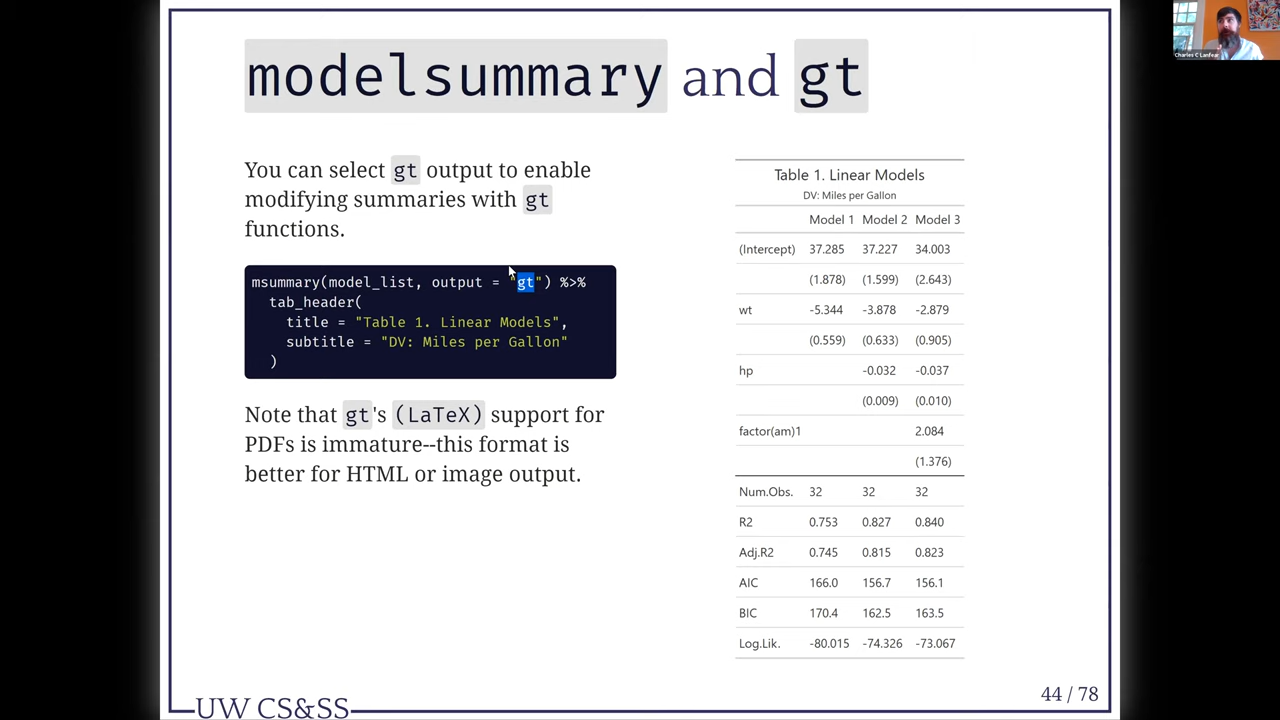 modelsummary and gt
You can select gt output to enable
modifying summaries with gt
functions.
msummary(model_list, output = "gt") %>%
  tab_header(
    title = "Table 1. Linear Models",
    subtitle = "DV: Miles per Gallon"
  )
Note that gt's (LaTeX) support for
PDFs is immature--this format is
better for HTML or image output.
Table 1. Linear Models
DV: Miles per Gallon
Model 1 Model 2 Model 3
(Intercept) 37.285 37.227 34.003
(1.878) (1.599) (2.643)
wt -5.344 -3.878 -2.879
(0.559) (0.633) (0.905)
hp -0.032 -0.037
(0.009) (0.010)
factor(am)1 2.084
(1.376)
Num.Obs. 32 32 32
R2 0.753 0.827 0.840
Adj.R2 0.745 0.815 0.823
AIC 166.0 156.7 156.1
BIC 170.4 162.5 163.5
Log.Lik. -80.015 -74.326 -73.067
UW CS&SS
44 / 78
Charles C Lanfear